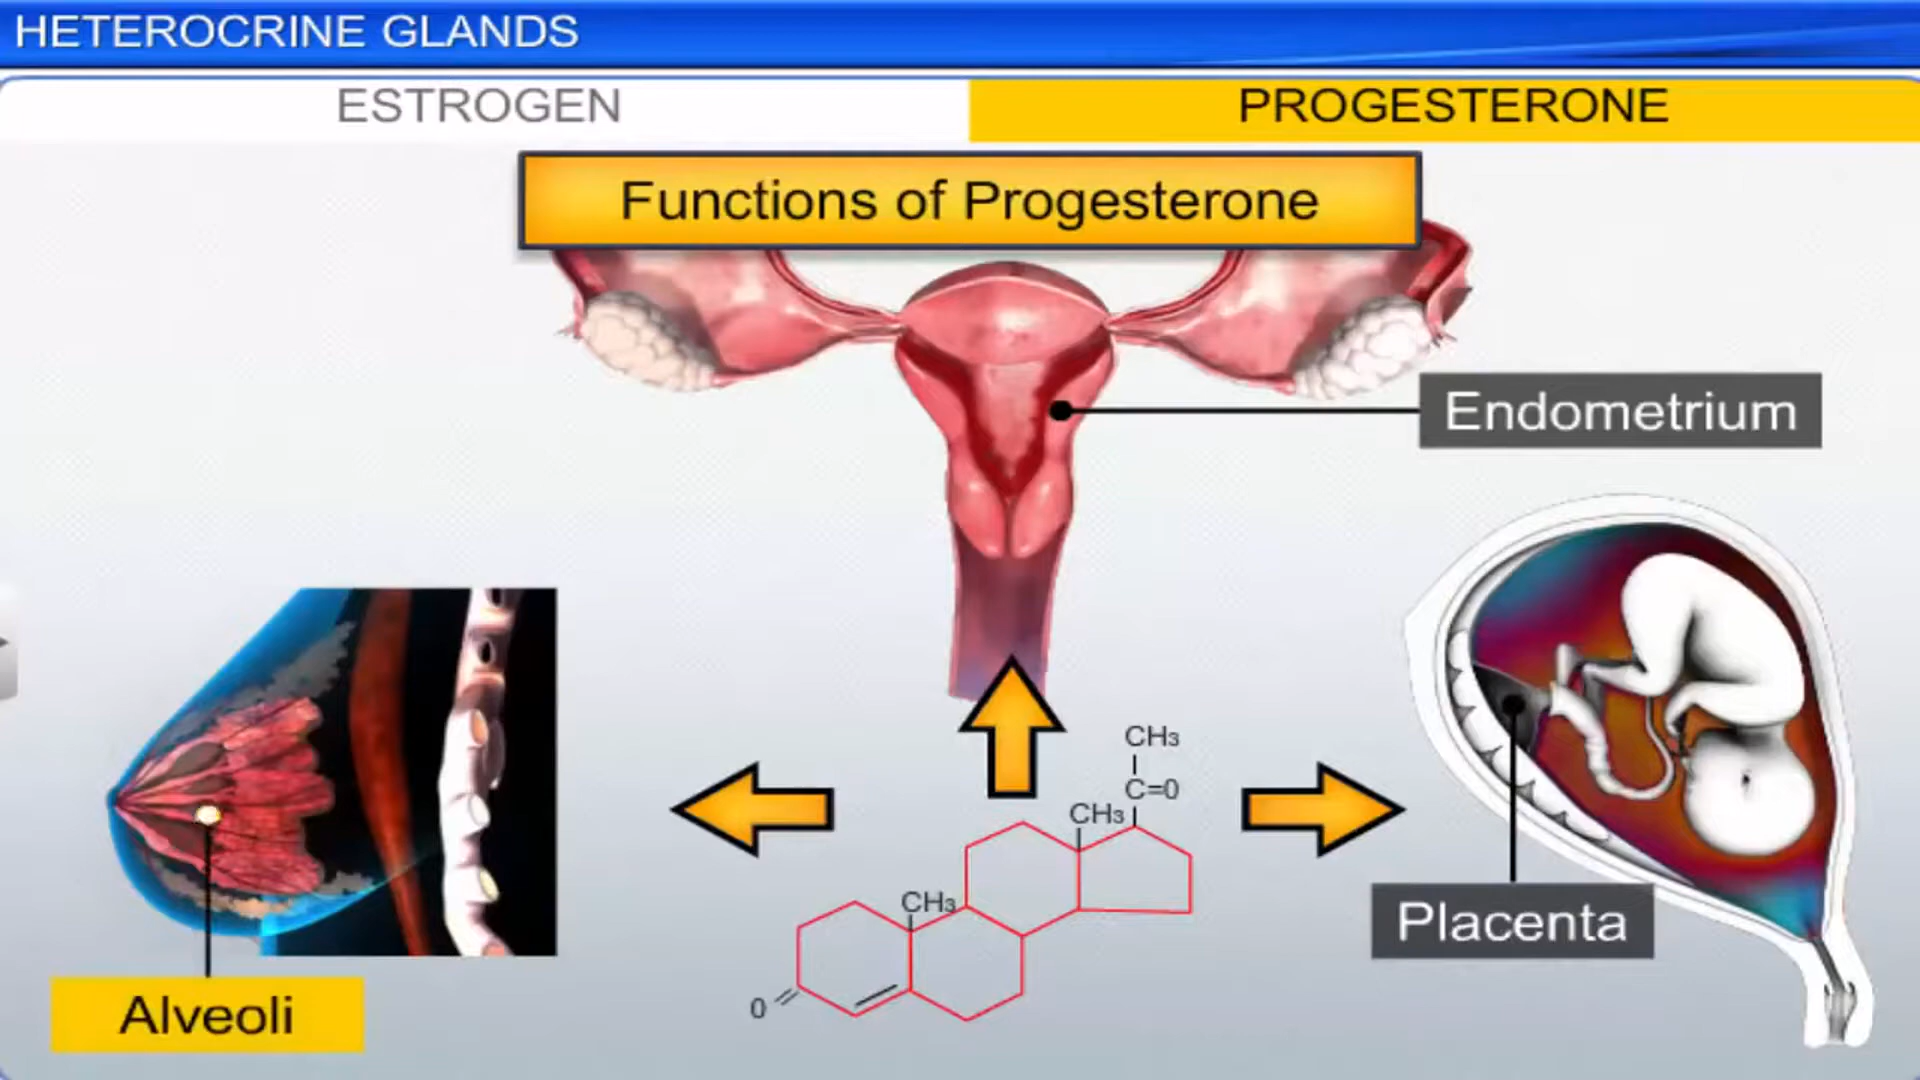 HETEROCRINE GLANDS
ESTROGEN
PROGESTERONE
Functions of Progesterone
Endometrium
CH3
C=0
CH3
CH3
0
Placenta
Alveoli